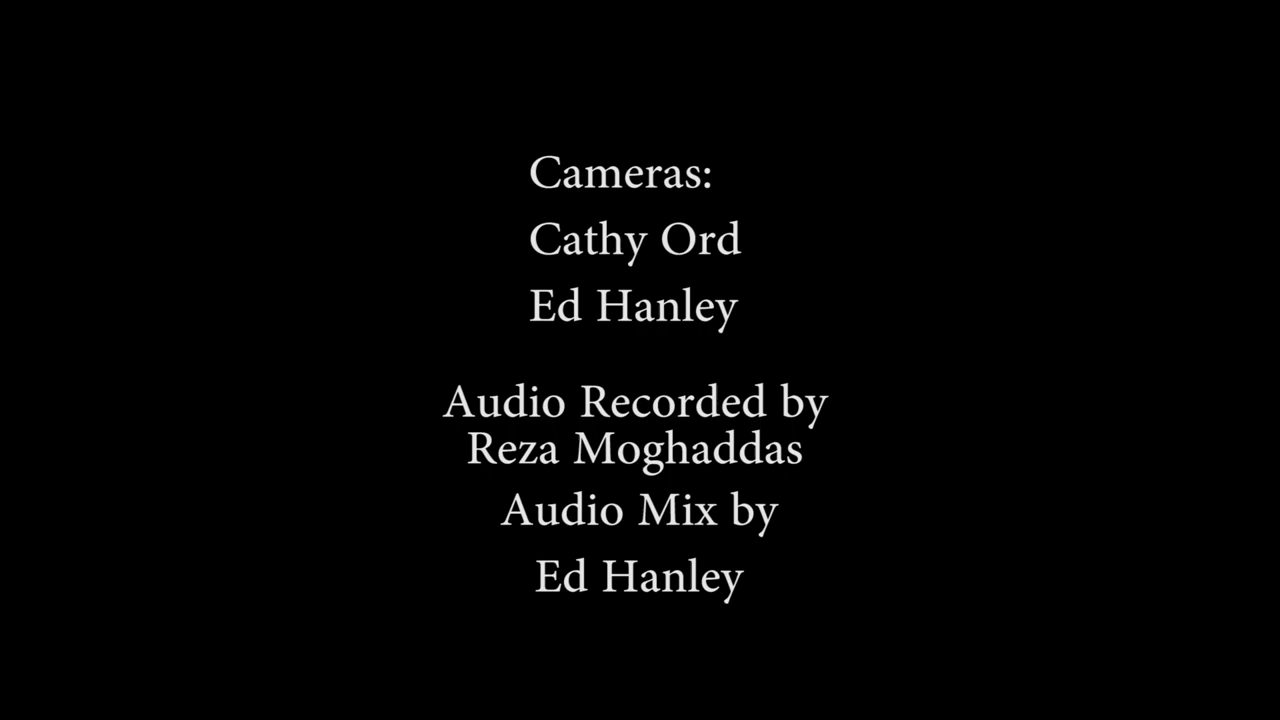 Cameras:
Cathy Ord
Ed Hanley
Audio Recorded by
Reza Moghaddas
Audio Mix by
Ed Hanley